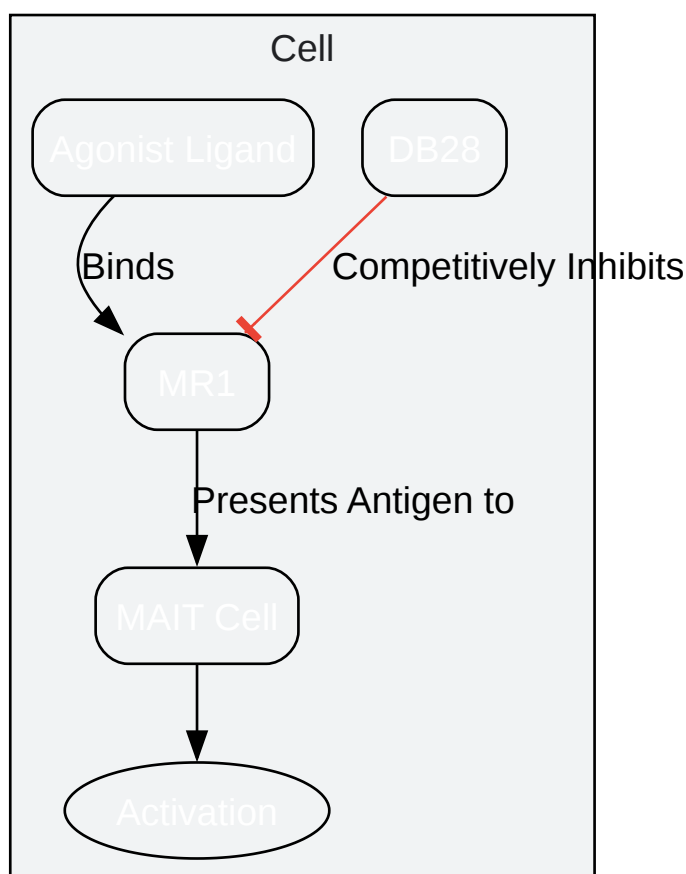 Cell
Agonist Ligand
DB28
Binds
Competitively Inhibits
MR1
Presents Antigen to
MAIT Cell
Activation